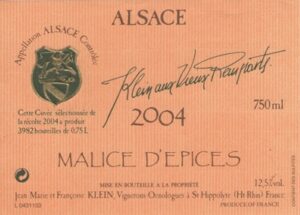 ALSACE
Appellation ALSACE Contrôlée
Klein aux Vieux Remparts
Cette Cuvée sélectionnée de
la récolte 2004 a produit
3982 bouteilles de 0,75 L
2004
750 ml
MALICE D'EPICES
MISE EN BOUTEILLE A LA PROPRIÉTÉ
12,5% vol.
Jean Marie et Françoise KLEIN, Vignerons-Oenologues à St Hippolyte (Ht Rhin) France
PRODUCE OF FRANCE